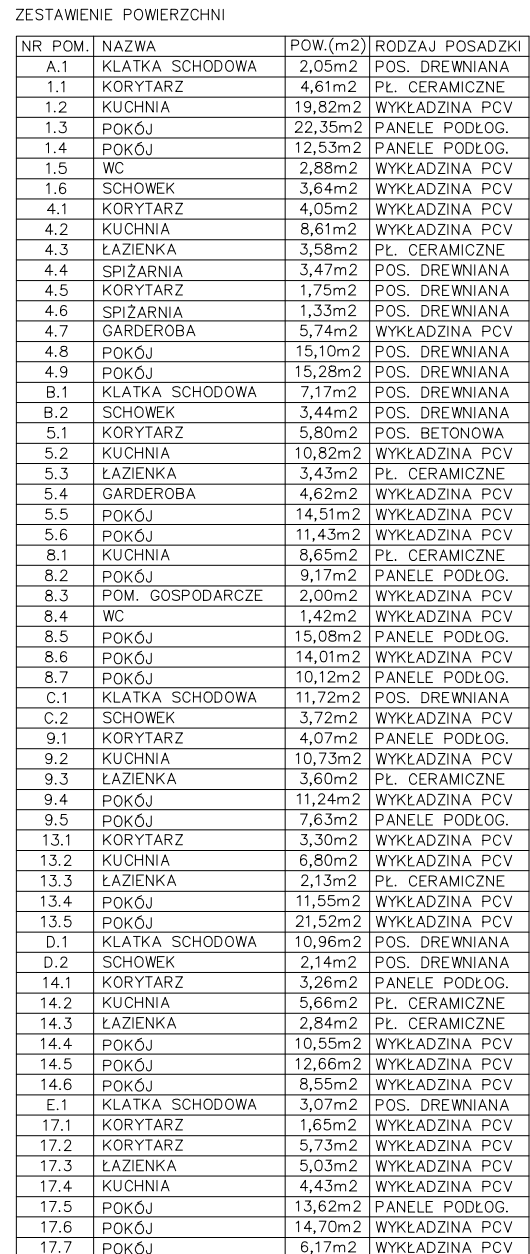 ZESTAWIENIE POWIERZCHNI
NR POM. NAZWA POW.(m2) RODZAJ POSADZKI
A.1 KLATKA SCHODOWA 2,05m2 POS. DREWNIANA
1.1 KORYTARZ 4,61m2 PŁ. CERAMICZNE
1.2 KUCHNIA 19,82m2 WYKŁADZINA PCV
1.3 POKÓJ 22,35m2 PANELE PODŁOG.
1.4 POKÓJ 12,53m2 PANELE PODŁOG.
1.5 WC 2,88m2 WYKŁADZINA PCV
1.6 SCHOWEK 3,64m2 WYKŁADZINA PCV
4.1 KORYTARZ 4,05m2 WYKŁADZINA PCV
4.2 KUCHNIA 8,61m2 WYKŁADZINA PCV
4.3 ŁAZIENKA 3,58m2 PŁ. CERAMICZNE
4.4 SPIŻARNIA 3,47m2 POS. DREWNIANA
4.5 KORYTARZ 1,75m2 POS. DREWNIANA
4.6 SPIŻARNIA 1,33m2 POS. DREWNIANA
4.7 GARDEROBA 5,74m2 WYKŁADZINA PCV
4.8 POKÓJ 15,10m2 POS. DREWNIANA
4.9 POKÓJ 15,28m2 POS. DREWNIANA
B.1 KLATKA SCHODOWA 7,17m2 POS. DREWNIANA
B.2 SCHOWEK 3,44m2 POS. DREWNIANA
5.1 KORYTARZ 5,80m2 POS. BETONOWA
5.2 KUCHNIA 10,82m2 WYKŁADZINA PCV
5.3 ŁAZIENKA 3,43m2 PŁ. CERAMICZNE
5.4 GARDEROBA 4,62m2 WYKŁADZINA PCV
5.5 POKÓJ 14,51m2 WYKŁADZINA PCV
5.6 POKÓJ 11,43m2 WYKŁADZINA PCV
8.1 KUCHNIA 8,65m2 PŁ. CERAMICZNE
8.2 POKÓJ 9,17m2 PANELE PODŁOG.
8.3 POM. GOSPODARCZE 2,00m2 WYKŁADZINA PCV
8.4 WC 1,42m2 WYKŁADZINA PCV
8.5 POKÓJ 15,08m2 PANELE PODŁOG.
8.6 POKÓJ 14,01m2 WYKŁADZINA PCV
8.7 POKÓJ 10,12m2 PANELE PODŁOG.
C.1 KLATKA SCHODOWA 11,72m2 POS. DREWNIANA
C.2 SCHOWEK 3,72m2 WYKŁADZINA PCV
9.1 KORYTARZ 4,07m2 PANELE PODŁOG.
9.2 KUCHNIA 10,73m2 WYKŁADZINA PCV
9.3 ŁAZIENKA 3,60m2 PŁ. CERAMICZNE
9.4 POKÓJ 11,24m2 WYKŁADZINA PCV
9.5 POKÓJ 7,63m2 PANELE PODŁOG.
13.1 KORYTARZ 3,30m2 WYKŁADZINA PCV
13.2 KUCHNIA 6,80m2 WYKŁADZINA PCV
13.3 ŁAZIENKA 2,13m2 PŁ. CERAMICZNE
13.4 POKÓJ 11,55m2 WYKŁADZINA PCV
13.5 POKÓJ 21,52m2 WYKŁADZINA PCV
D.1 KLATKA SCHODOWA 10,96m2 POS. DREWNIANA
D.2 SCHOWEK 2,14m2 POS. DREWNIANA
14.1 KORYTARZ 3,26m2 PANELE PODŁOG.
14.2 KUCHNIA 5,66m2 PŁ. CERAMICZNE
14.3 ŁAZIENKA 2,84m2 PŁ. CERAMICZNE
14.4 POKÓJ 10,55m2 WYKŁADZINA PCV
14.5 POKÓJ 12,66m2 WYKŁADZINA PCV
14.6 POKÓJ 8,55m2 WYKŁADZINA PCV
E.1 KLATKA SCHODOWA 3,07m2 POS. DREWNIANA
17.1 KORYTARZ 1,65m2 WYKŁADZINA PCV
17.2 KORYTARZ 5,73m2 WYKŁADZINA PCV
17.3 ŁAZIENKA 5,03m2 WYKŁADZINA PCV
17.4 KUCHNIA 4,43m2 WYKŁADZINA PCV
17.5 POKÓJ 13,62m2 PANELE PODŁOG.
17.6 POKÓJ 14,70m2 WYKŁADZINA PCV
17.7 POKÓJ 6,17m2 WYKŁADZINA PCV